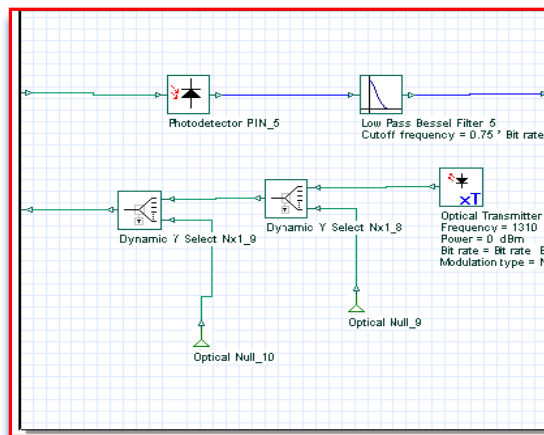 Photodetector PIN_5
Low Pass Bessel Filter 5
Cutoff frequency = 0.75 * Bit rate
xT
Optical Transmitter
Frequency = 1310
Power = 0 dBm
Bit rate = Bit rate
Modulation type =
Dynamic Y Select Nx1_8
Dynamic Y Select Nx1_9
Optical Null_9
Optical Null_10